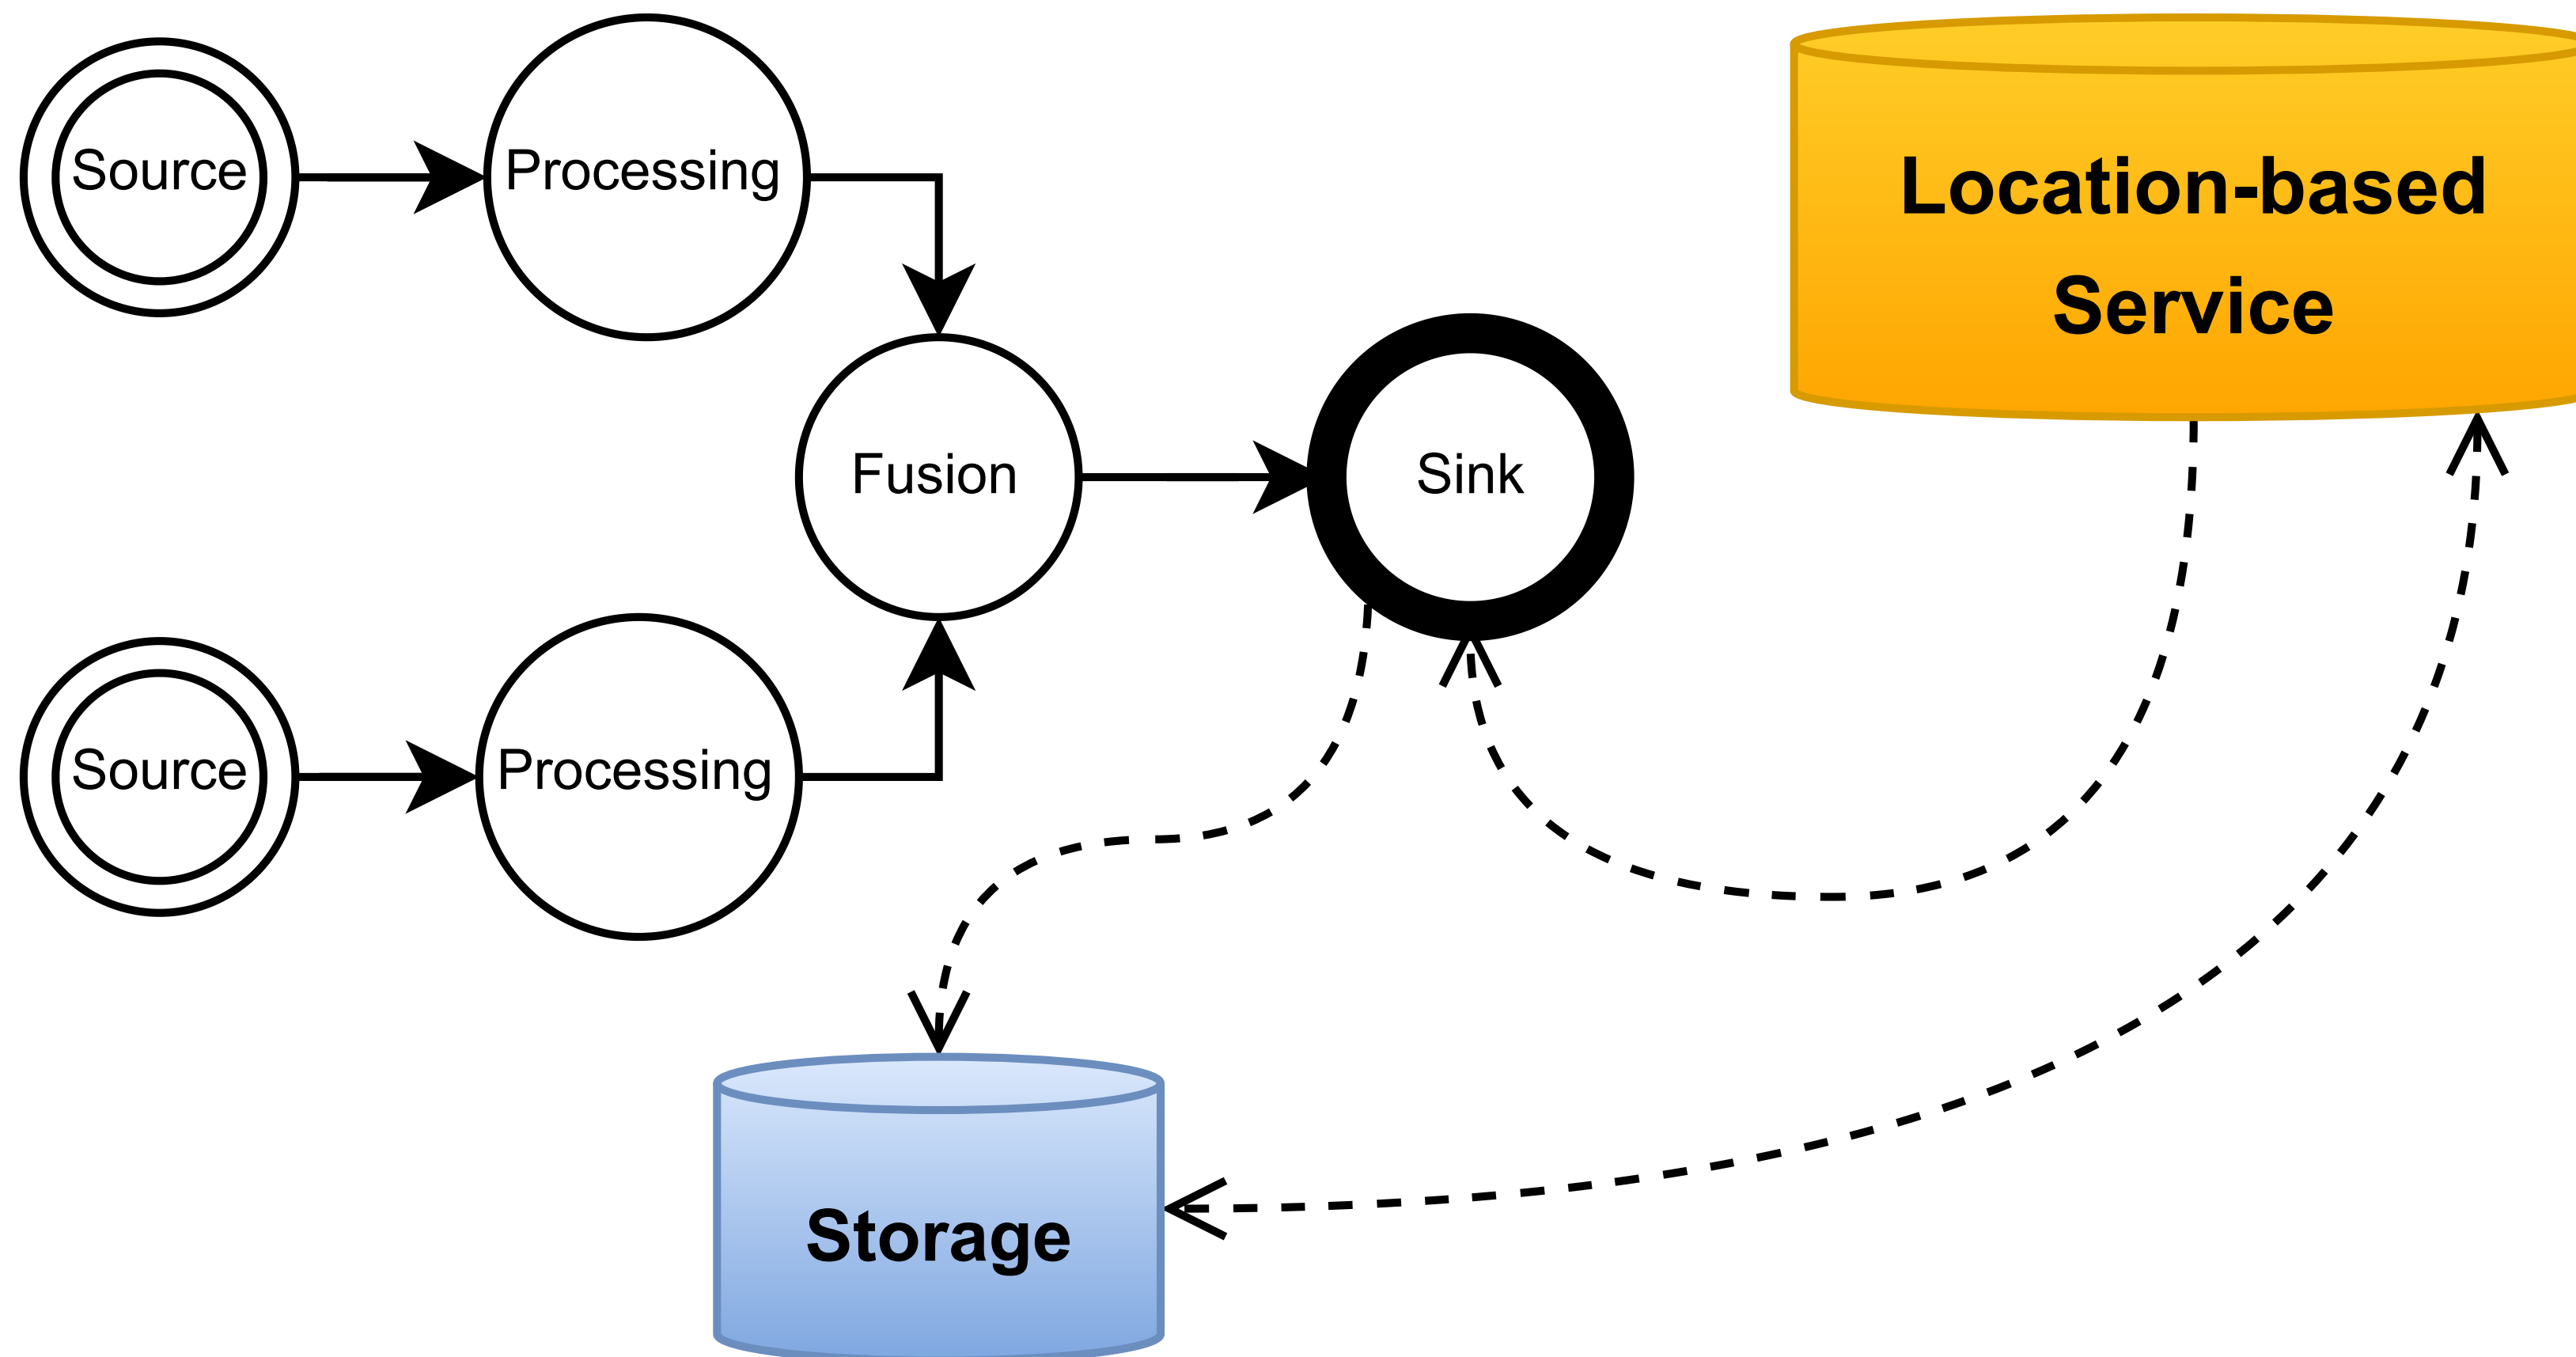 Source
Processing
Location-based
Service
Fusion
Sink
Source
Processing
Storage